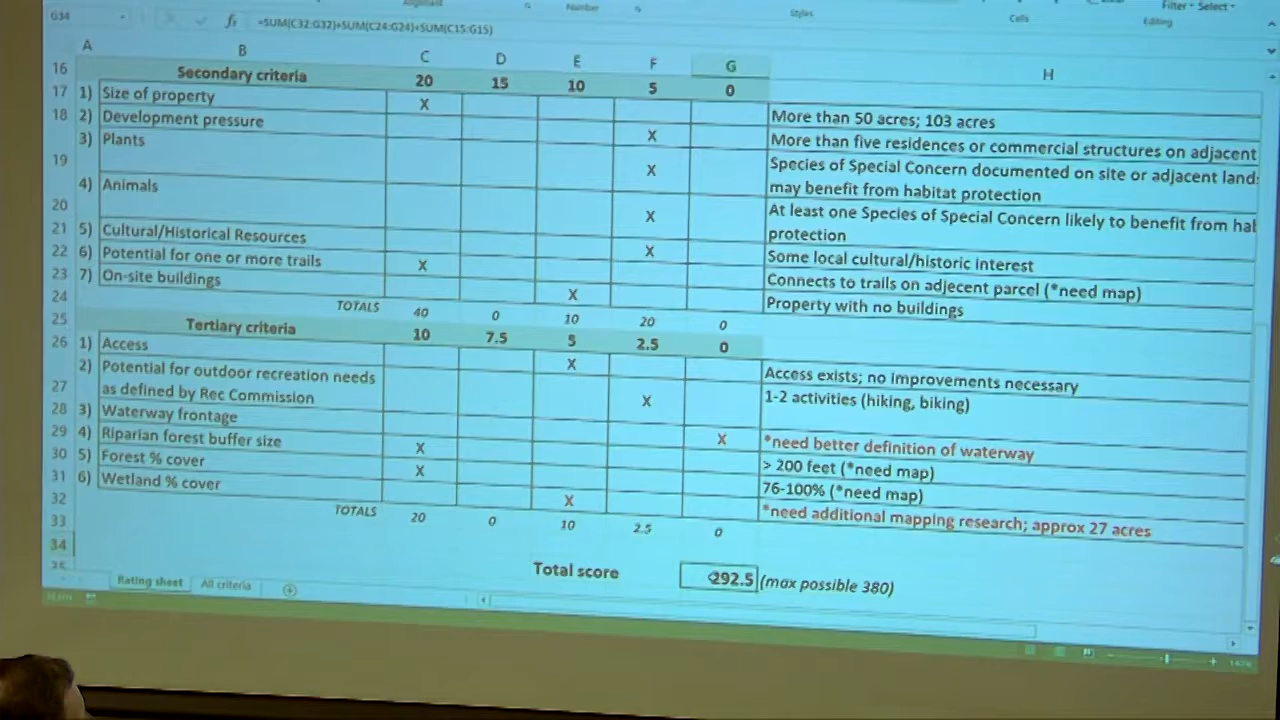 Alignment Number Styles Cells Editing
Filter - Select -
G34 fx =SUM(C32:G32)+SUM(C24:G24)+SUM(C15:G15)
A B C D E F G H
16 Secondary criteria 20 15 10 5 0
17 1) Size of property X More than 50 acres; 103 acres
18 2) Development pressure X More than five residences or commercial structures on adjacent
19 3) Plants X Species of Special Concern documented on site or adjacent land
may benefit from habitat protection
20 4) Animals X At least one Species of Special Concern likely to benefit from hab
protection
21 5) Cultural/Historical Resources X Some local cultural/historic interest
22 6) Potential for one or more trails X Connects to trails on adjecent parcel (*need map)
23 7) On-site buildings X Property with no buildings
24 TOTALS 40 0 10 20 0
25 Tertiary criteria 10 7.5 5 2.5 0
26 1) Access X Access exists; no improvements necessary
27 2) Potential for outdoor recreation needs
as defined by Rec Commission X 1-2 activities (hiking, biking)
28 3) Waterway frontage X *need better definition of waterway
29 4) Riparian forest buffer size X > 200 feet (*need map)
30 5) Forest % cover X 76-100% (*need map)
31 6) Wetland % cover X *need additional mapping research; approx 27 acres
32 TOTALS 20 0 10 2.5 0
33
34 Total score 292.5 (max possible 380)
35
Rating sheet All criteria